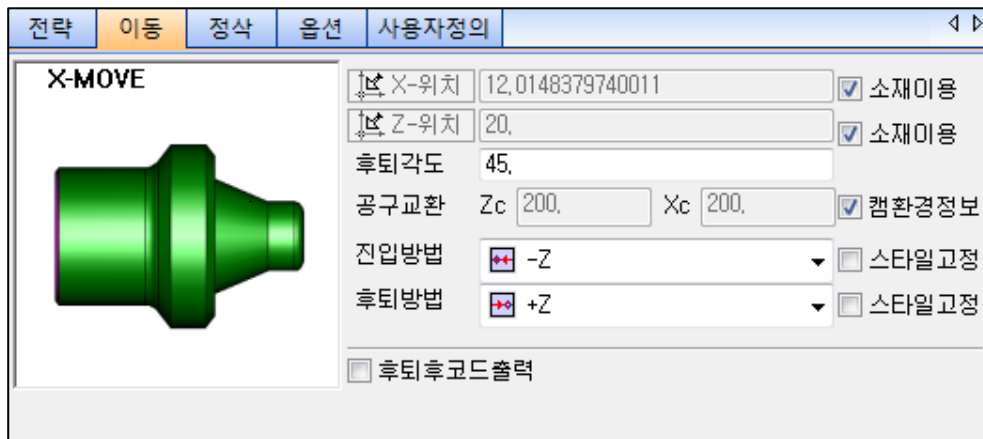 전략 이동 정삭 옵션 사용자정의
X-MOVE
X-위치 12,0148379740011 소재이용
Z-위치 20, 소재이용
후퇴각도 45,
공구교환 Zc 200, Xc 200, 캠환경정보
진입방법 -Z 스타일고정
후퇴방법 +Z 스타일고정
후퇴후코드출력